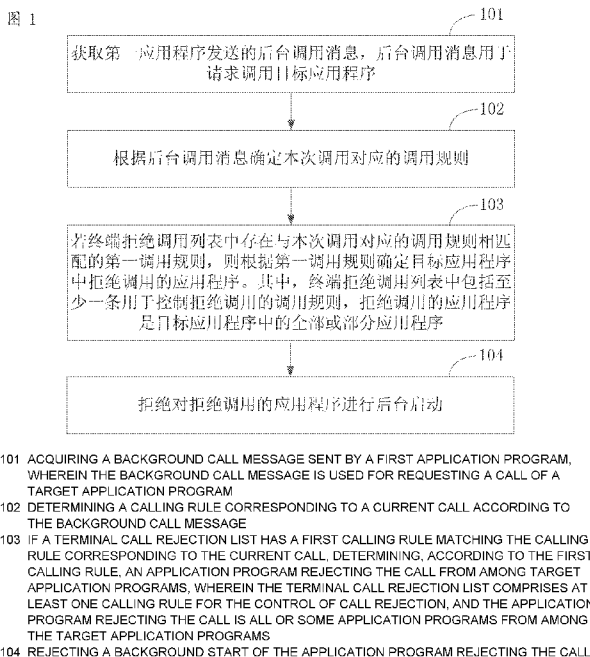 图 1
101
获取第一应用程序发送的后台调用消息，后台调用消息用于
请求调用目标应用程序
102
根据后台调用消息确定本次调用对应的调用规则
103
若终端拒绝调用列表中存在与本次调用对应的调用规则相匹
配的第一调用规则，则根据第一调用规则确定目标应用程序
中拒绝调用的应用程序。其中，终端拒绝调用列表中包括至
少一条用于控制拒绝调用的调用规则，拒绝调用的应用程序
是目标应用程序中的全部或部分应用程序
104
拒绝对拒绝调用的应用程序进行后台启动
101 ACQUIRING A BACKGROUND CALL MESSAGE SENT BY A FIRST APPLICATION PROGRAM,
WHEREIN THE BACKGROUND CALL MESSAGE IS USED FOR REQUESTING A CALL OF A
TARGET APPLICATION PROGRAM
102 DETERMINING A CALLING RULE CORRESPONDING TO A CURRENT CALL ACCORDING TO
THE BACKGROUND CALL MESSAGE
103 IF A TERMINAL CALL REJECTION LIST HAS A FIRST CALLING RULE MATCHING THE CALLING
RULE CORRESPONDING TO THE CURRENT CALL, DETERMINING, ACCORDING TO THE FIRST
CALLING RULE, AN APPLICATION PROGRAM REJECTING THE CALL FROM AMONG TARGET
APPLICATION PROGRAMS, WHEREIN THE TERMINAL CALL REJECTION LIST COMPRISES AT
LEAST ONE CALLING RULE FOR THE CONTROL OF CALL REJECTION, AND THE APPLICATION
PROGRAM REJECTING THE CALL IS ALL OR SOME APPLICATION PROGRAMS FROM AMONG
THE TARGET APPLICATION PROGRAMS
104 REJECTING A BACKGROUND START OF THE APPLICATION PROGRAM REJECTING THE CALL